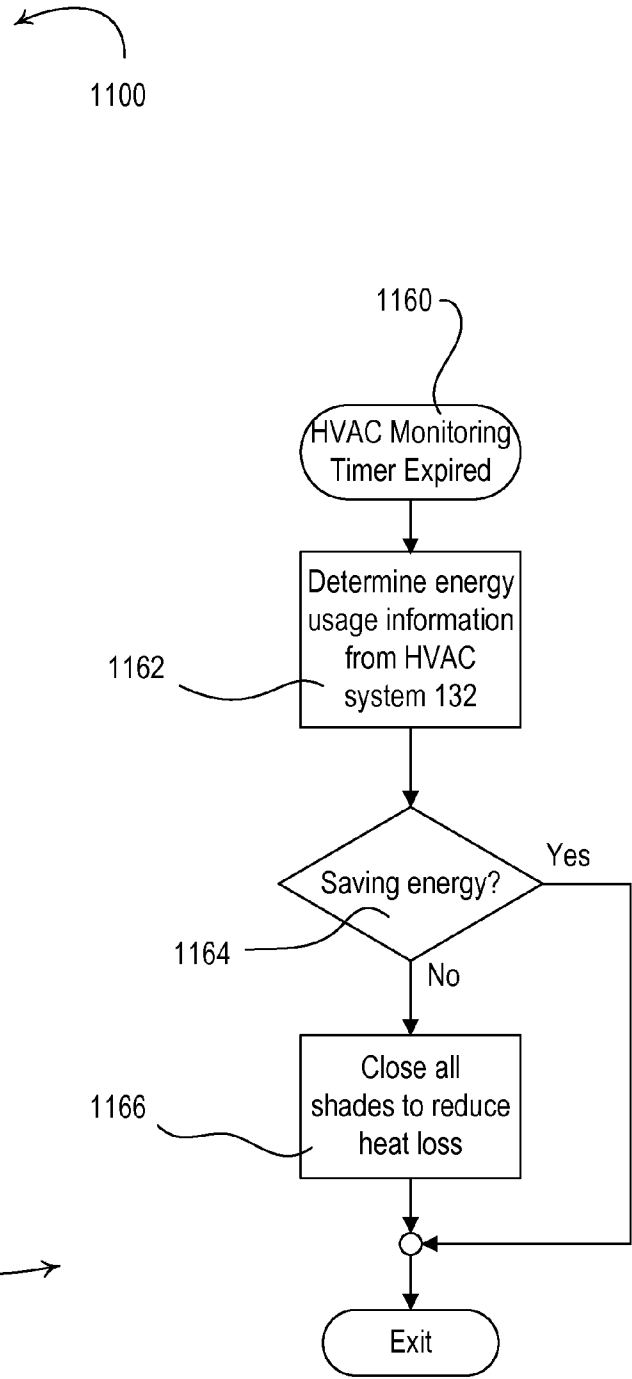 1100
1160
HVAC Monitoring
Timer Expired
Determine energy
usage information
from HVAC
system 132
1162
Yes
Saving energy?
1164
No
Close all
shades to reduce
heat loss
1166
Exit